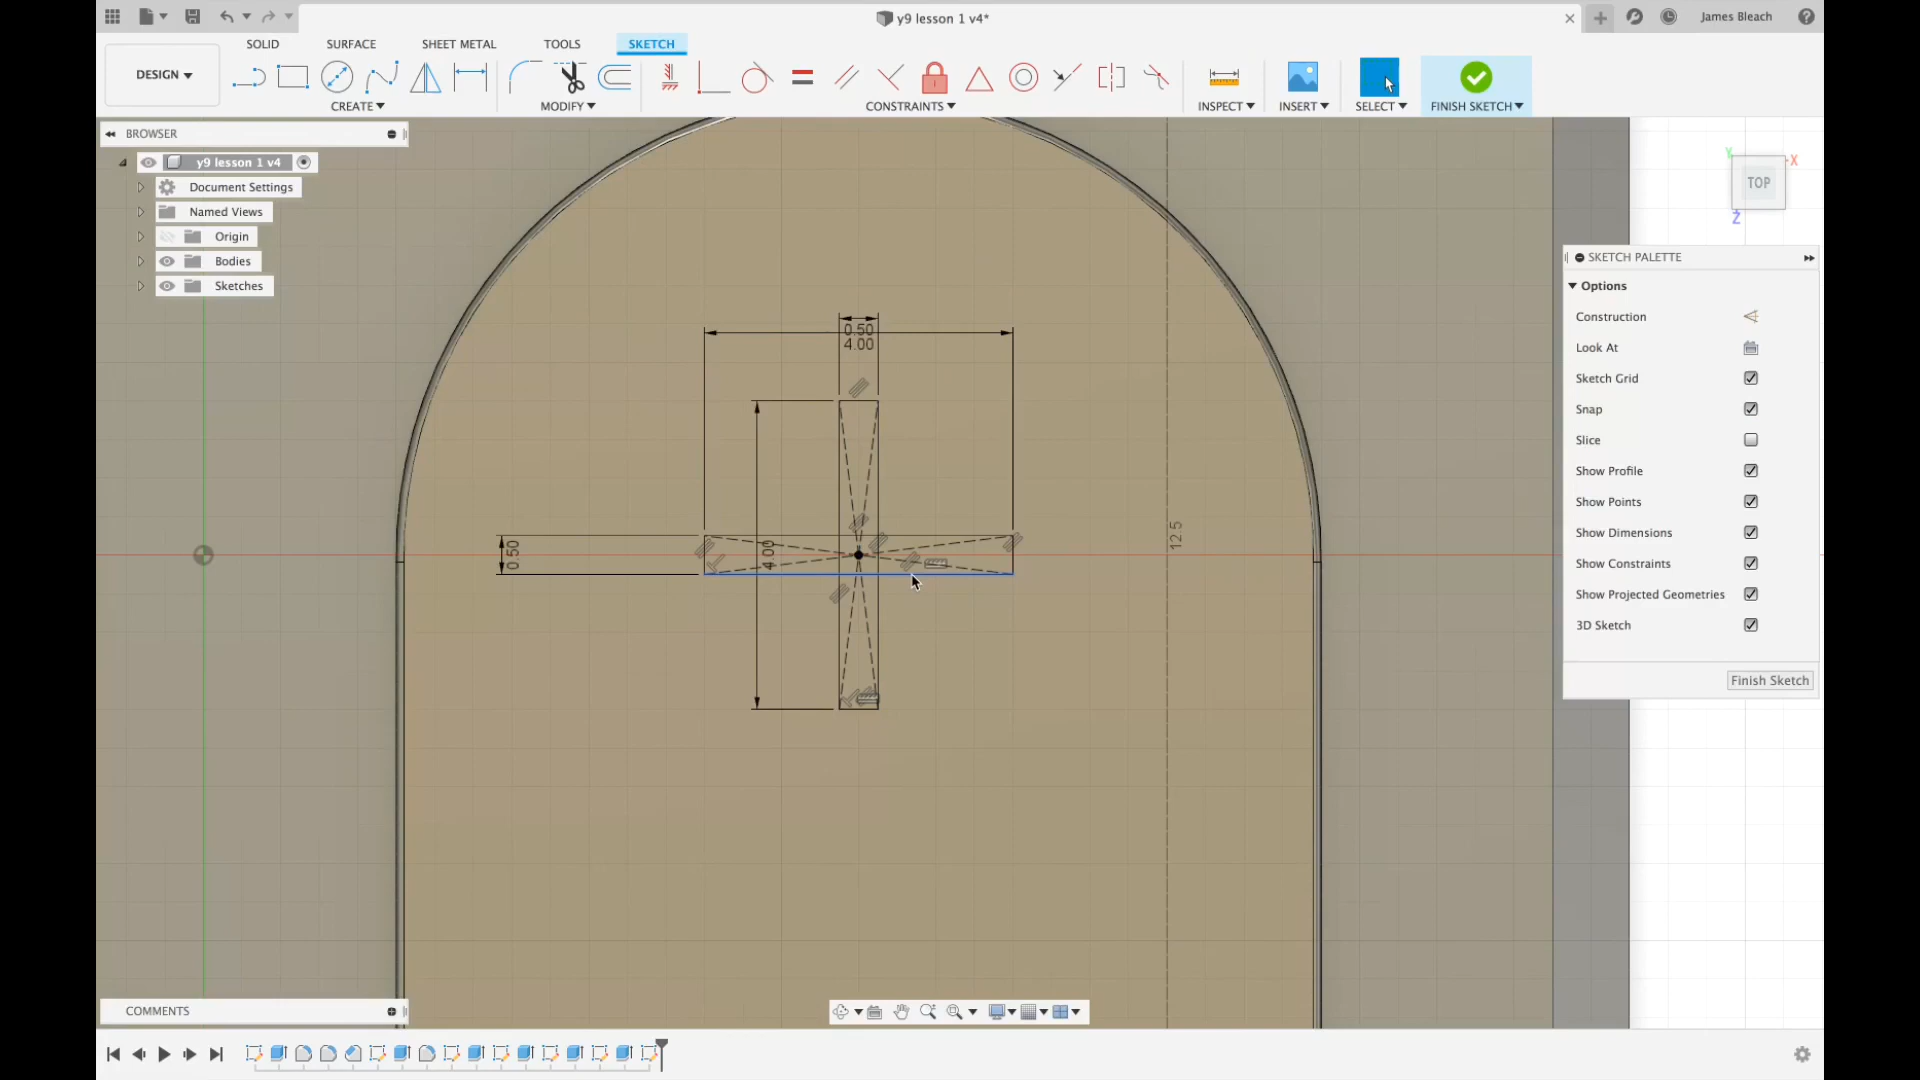 y9 lesson 1 v4*
James Bleach
SOLID
SURFACE
SHEET METAL
TOOLS
SKETCH
DESIGN
CREATE
MODIFY
CONSTRAINTS
INSPECT
INSERT
SELECT
FINISH SKETCH
BROWSER
y9 lesson 1 v4
Document Settings
Named Views
Origin
Bodies
Sketches
Y
X
TOP
Z
SKETCH PALETTE
Options
Construction
Look At
Sketch Grid
Snap
Slice
Show Profile
Show Points
Show Dimensions
Show Constraints
Show Projected Geometries
3D Sketch
Finish Sketch
0.50
4.00
0.50
4.00
12.5
COMMENTS